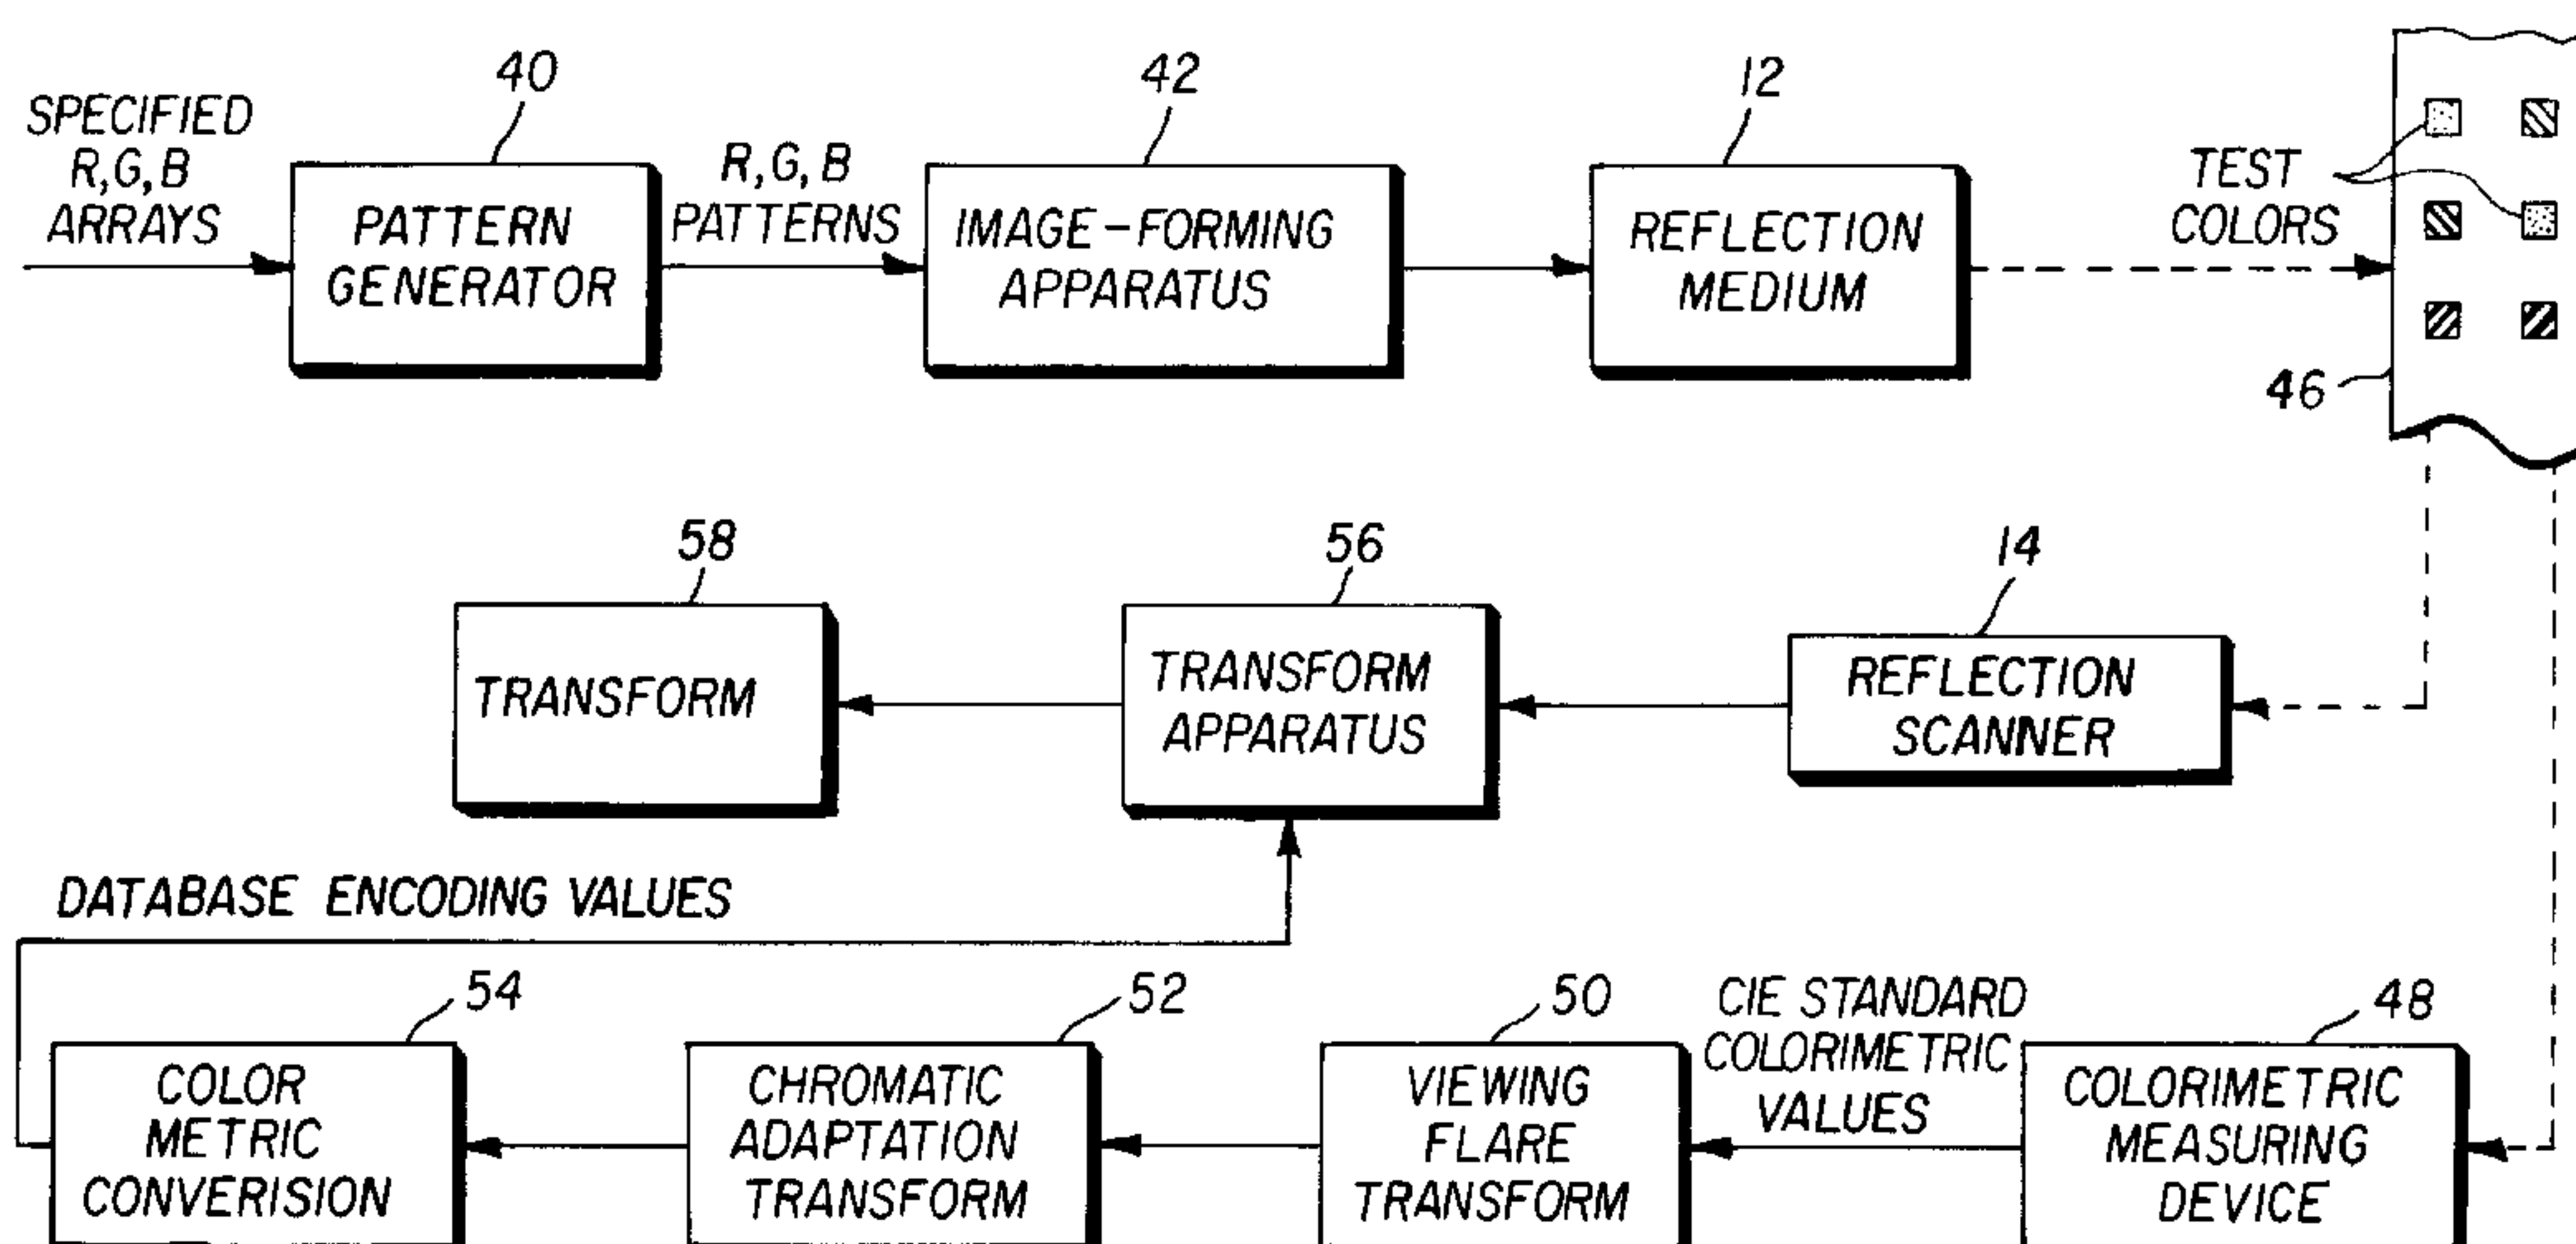 40
42
12
SPECIFIED
R,G,B
ARRAYS
PATTERN
GENERATOR
R,G,B
PATTERNS
IMAGE-FORMING
APPARATUS
REFLECTION
MEDIUM
TEST
COLORS
46
58
56
14
TRANSFORM
TRANSFORM
APPARATUS
REFLECTION
SCANNER
DATABASE ENCODING VALUES
54
52
50
48
COLOR
METRIC
CONVERISION
CHROMATIC
ADAPTATION
TRANSFORM
VIEWING
FLARE
TRANSFORM
CIE STANDARD
COLORIMETRIC
VALUES
COLORIMETRIC
MEASURING
DEVICE